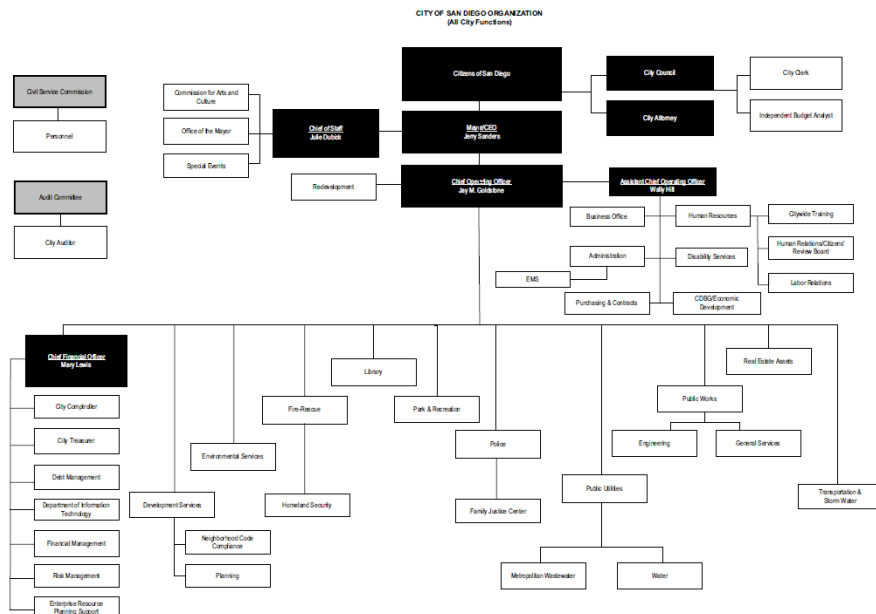 CITY OF SAN DIEGO ORGANIZATION
(All City Functions)
Citizens of San Diego
City Council
City Clerk
Civil Service Commission
Commission for Arts and
Culture
City Attorney
Independent Budget Analyst
Personnel
Office of the Mayor
Chief of Staff
Julie Dubick
Mayor/CEO
Jerry Sanders
Special Events
Audit Committee
Redevelopment
Chief Operating Officer
Jay M. Goldstone
Assistant Chief Operating Officer
Wally Hill
City Auditor
Business Office
Human Resources
Citywide Training
Administration
Disability Services
Human Relations/Citizens'
Review Board
EMS
Labor Relations
Purchasing & Contracts
CDBG/Economic
Development
Chief Financial Officer
Mary Lewis
Library
Real Estate Assets
City Comptroller
Fire-Rescue
Park & Recreation
Public Works
City Treasurer
Environmental Services
Police
Engineering
General Services
Debt Management
Public Utilities
Transportation &
Storm Water
Department of Information
Technology
Development Services
Homeland Security
Family Justice Center
Financial Management
Neighborhood Code
Compliance
Risk Management
Planning
Metropolitan Wastewater
Water
Enterprise Resource
Planning Support